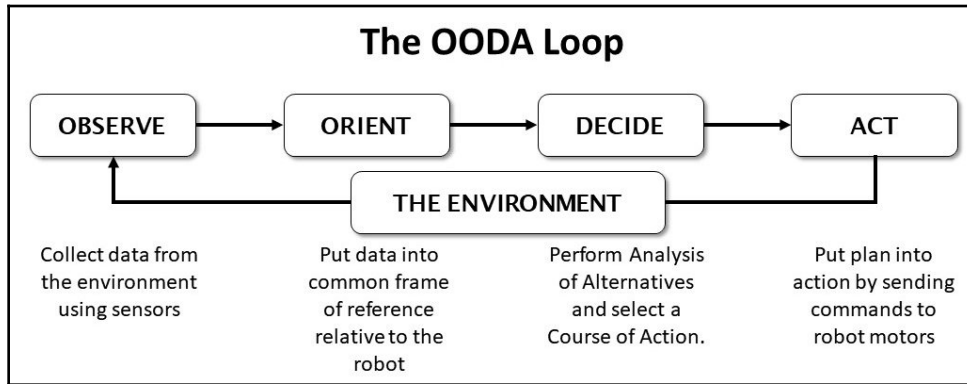 The OODA Loop
OBSERVE
ORIENT
DECIDE
ACT
THE ENVIRONMENT
Collect data from
the environment
using sensors
Put data into
common frame
of reference
relative to the
robot
Perform Analysis
of Alternatives
and select a
Course of Action.
Put plan into
action by sending
commands to
robot motors